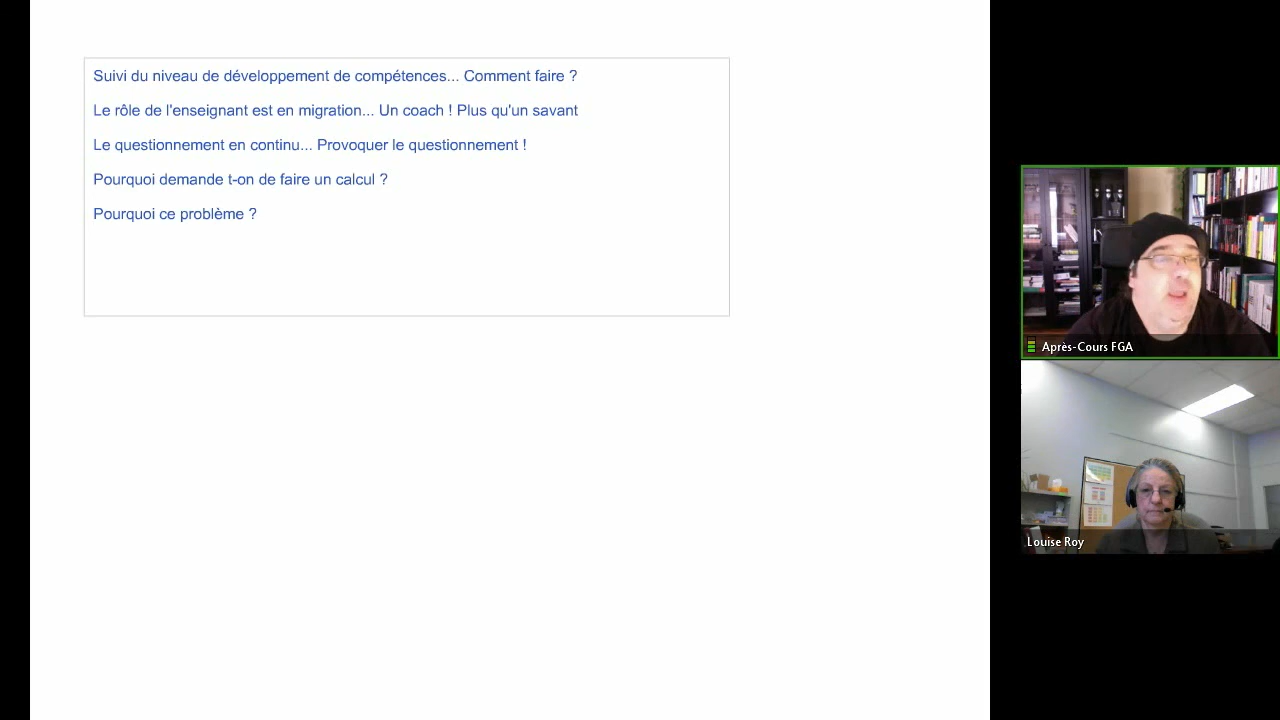 Suivi du niveau de développement de compétences... Comment faire ?
Le rôle de l'enseignant est en migration... Un coach ! Plus qu'un savant
Le questionnement en continu... Provoquer le questionnement !
Pourquoi demande t-on de faire un calcul ?
Pourquoi ce problème ?
Après-Cours FGA
Louise Roy